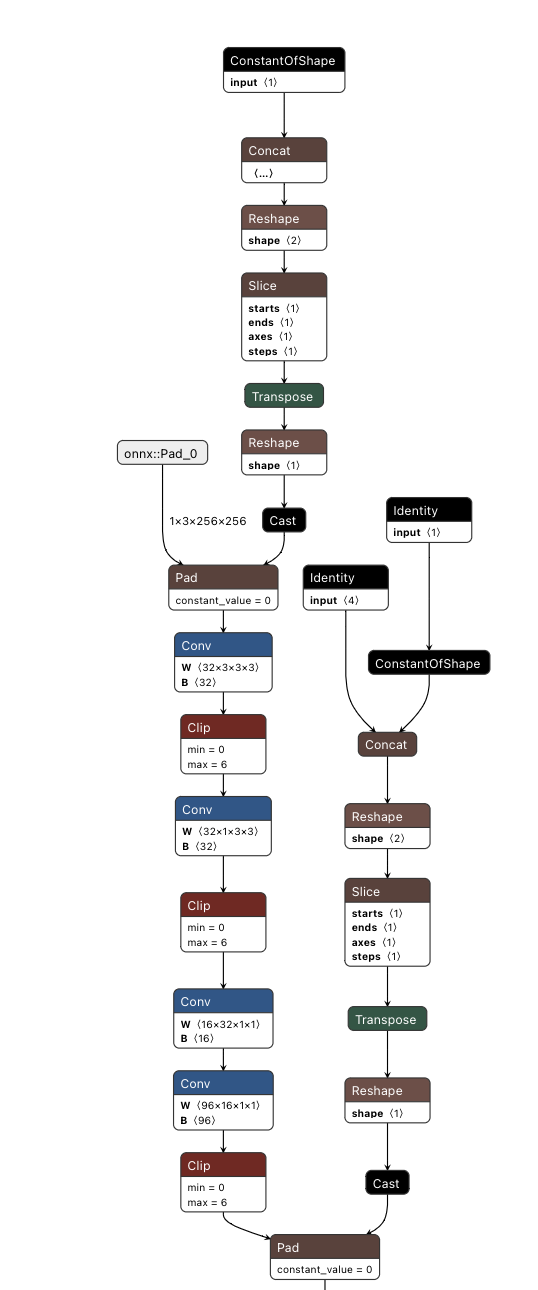 ConstantOfShape
input 〈1〉
Concat
〈...〉
Reshape
shape 〈2〉
Slice
starts 〈1〉
ends 〈1〉
axes 〈1〉
steps 〈1〉
Transpose
Reshape
shape 〈1〉
onnx::Pad_0
1×3×256×256
Cast
Identity
input 〈1〉
Pad
constant_value = 0
Identity
input 〈4〉
Conv
W 〈32×3×3×3〉
B 〈32〉
ConstantOfShape
Clip
min = 0
max = 6
Concat
Conv
W 〈32×1×3×3〉
B 〈32〉
Reshape
shape 〈2〉
Clip
min = 0
max = 6
Slice
starts 〈1〉
ends 〈1〉
axes 〈1〉
steps 〈1〉
Conv
W 〈16×32×1×1〉
B 〈16〉
Transpose
Conv
W 〈96×16×1×1〉
B 〈96〉
Reshape
shape 〈1〉
Clip
min = 0
max = 6
Cast
Pad
constant_value = 0